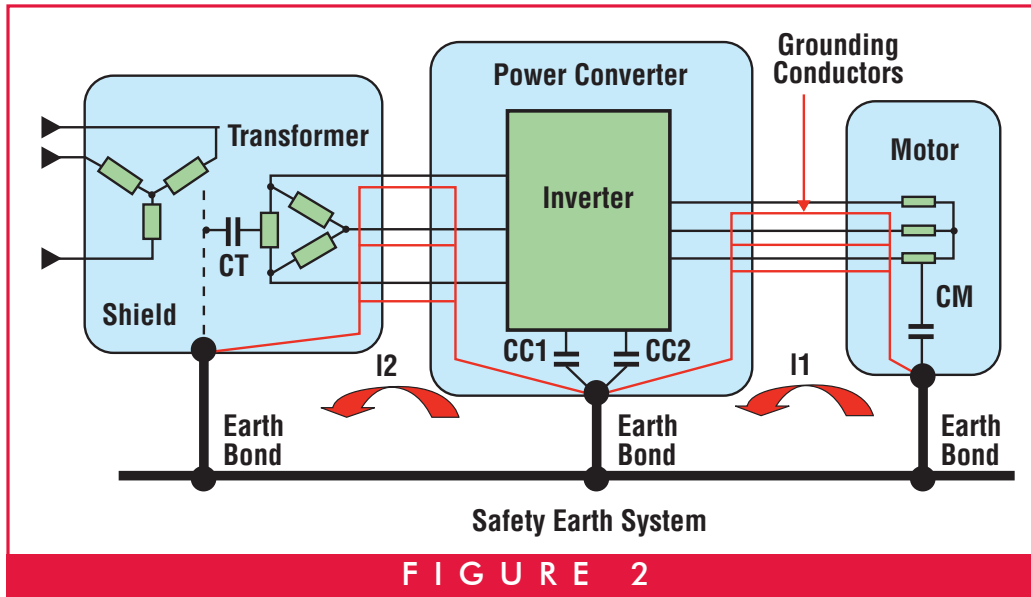 Grounding
Conductors
Power Converter
Transformer
Motor
Inverter
CT
Shield
CM
CC1
CC2
I2
I1
Earth
Bond
Earth
Bond
Earth
Bond
Safety Earth System
FIGURE 2